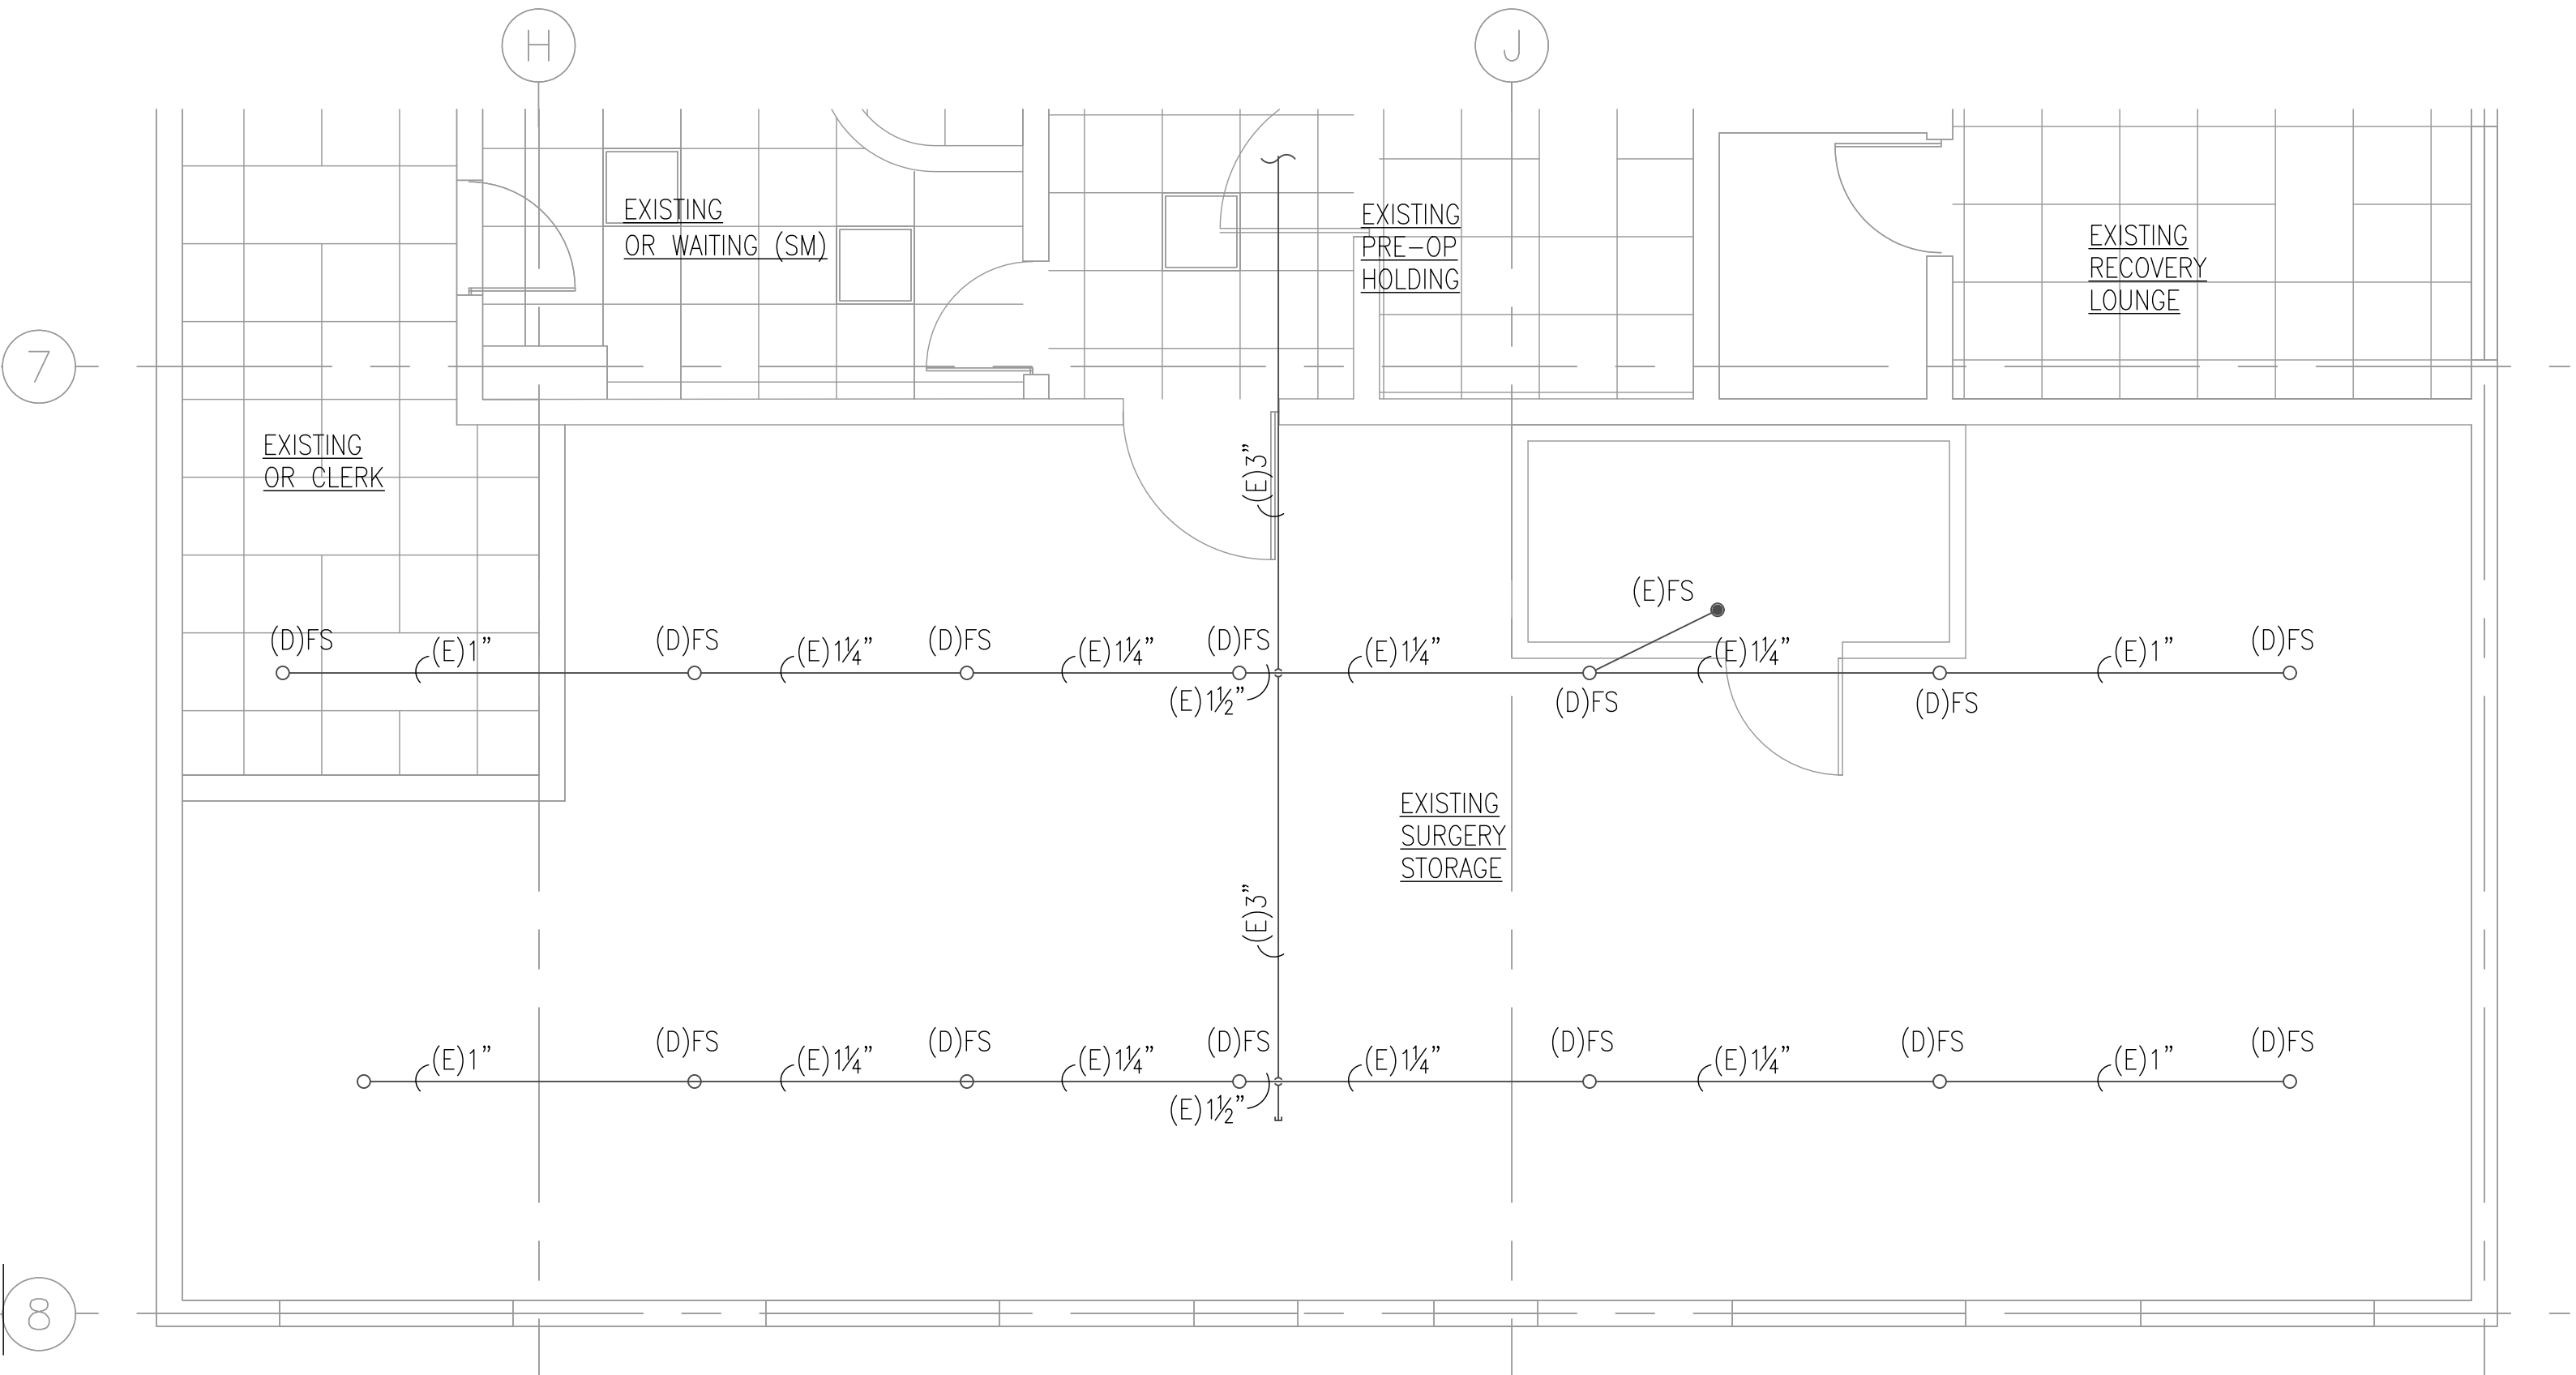 H
J
EXISTING
OR WAITING (SM)
EXISTING
PRE-OP
HOLDING
EXISTING
RECOVERY
LOUNGE
7
EXISTING
OR CLERK
(E)3"
(E)FS
(D)FS
(E)1"
(D)FS
(E)1¼"
(D)FS
(E)1¼"
(D)FS
(E)1¼"
(E)1¼"
(E)1"
(D)FS
(E)1½"
(D)FS
(D)FS
EXISTING
SURGERY
STORAGE
(E)3"
(E)1"
(D)FS
(E)1¼"
(D)FS
(E)1¼"
(D)FS
(E)1¼"
(D)FS
(E)1¼"
(D)FS
(E)1"
(D)FS
(E)1½"
8